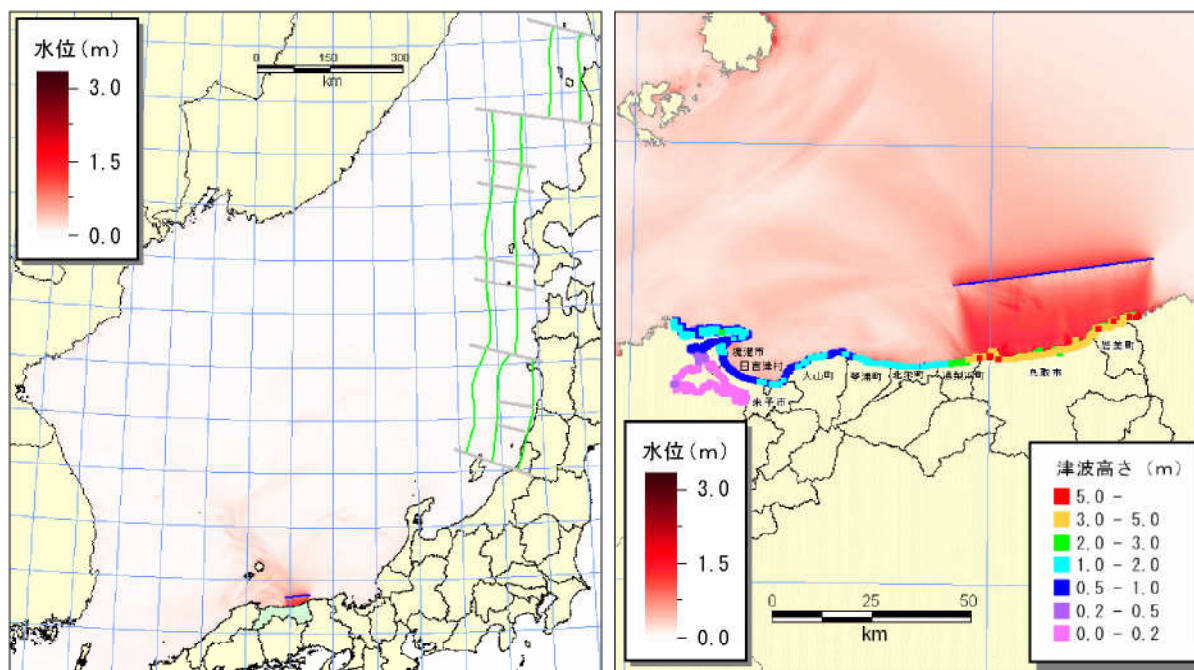 水位(m)
3.0
1.5
0.0
0 150 300
km
境港市
日吉津村
米子市
大山町
琴浦町
北栄町
湯梨浜町
鳥取市
岩美町
水位(m)
3.0
1.5
0.0
0 25 50
km
津波高さ (m)
5.0 -
3.0 - 5.0
2.0 - 3.0
1.0 - 2.0
0.5 - 1.0
0.2 - 0.5
0.0 - 0.2